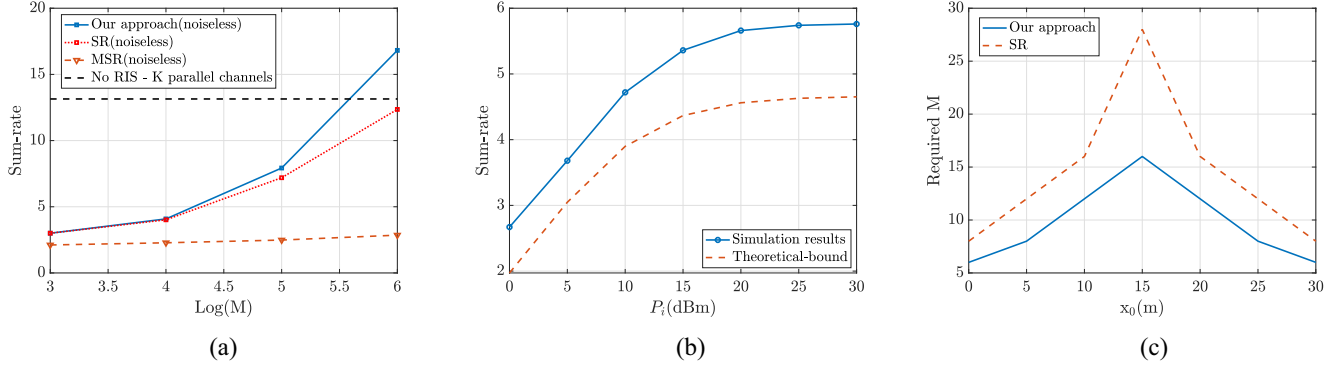 Our approach(noiseless)
SR(noiseless)
MSR(noiseless)
No RIS - K parallel channels
Sum-rate
20
15
10
5
0
3 3.5 4 4.5 5 5.5 6
Log(M)
(a)
Sum-rate
6
5
4
3
2
Simulation results
Theoretical-bound
0 5 10 15 20 25 30
P_i(dBm)
(b)
Our approach
SR
Required M
30
25
20
15
10
5
0 5 10 15 20 25 30
x₀(m)
(c)